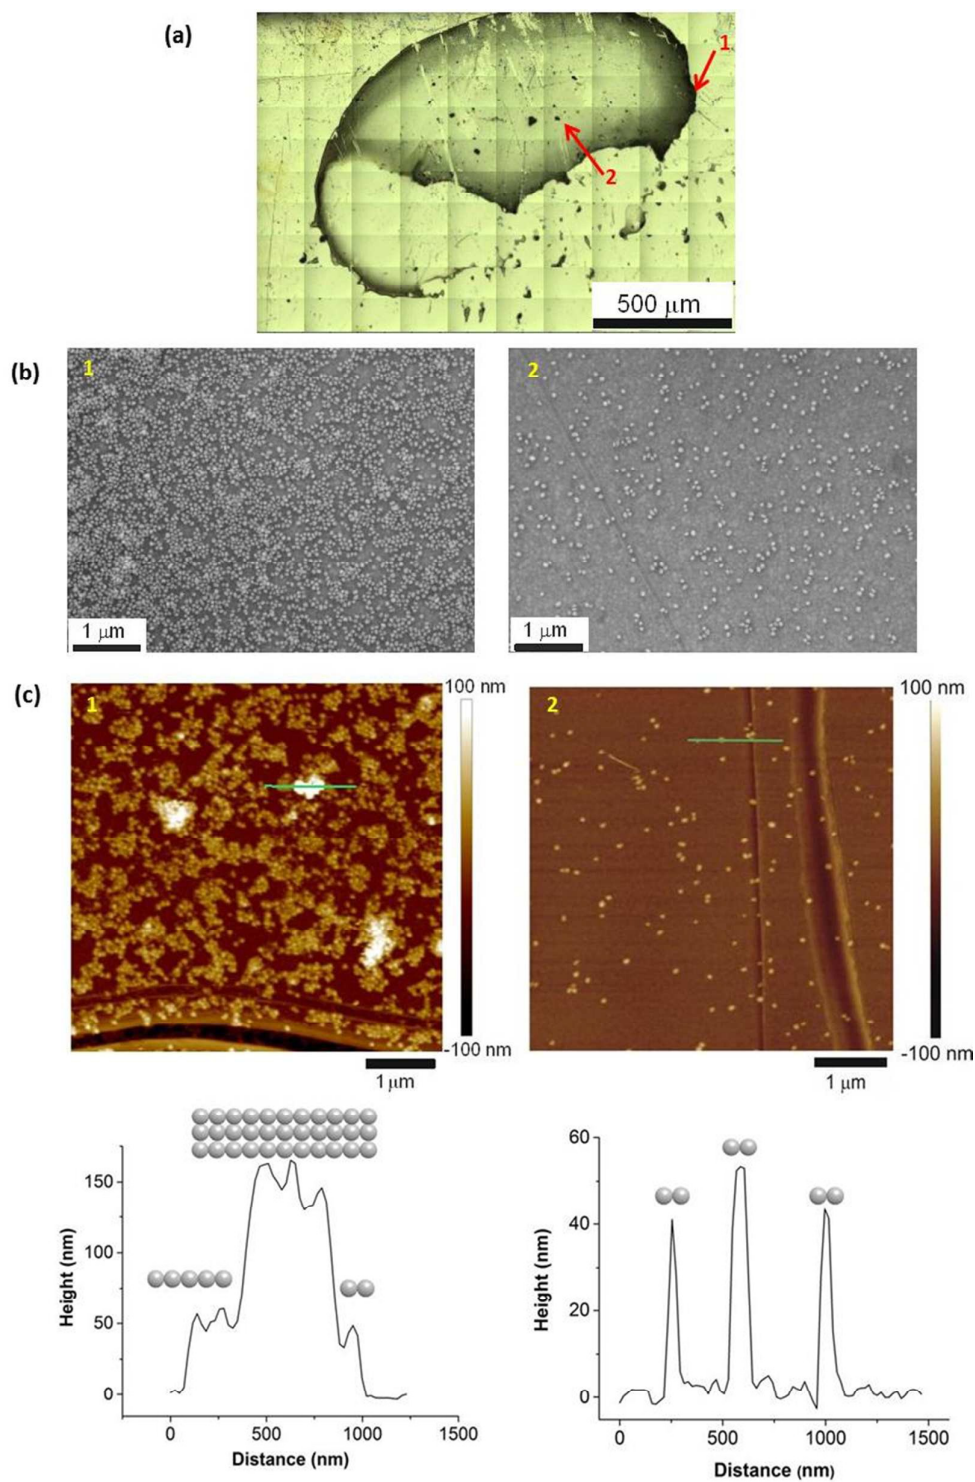 (a)
1
2
500 μm
(b)
1
2
1 μm
1 μm
(c)
1
100 nm
-100 nm
1 μm
2
100 nm
-100 nm
1 μm
150
100
50
0
Height (nm)
0
500
1000
1500
Distance (nm)
60
40
20
0
Height (nm)
0
500
1000
1500
Distance (nm)